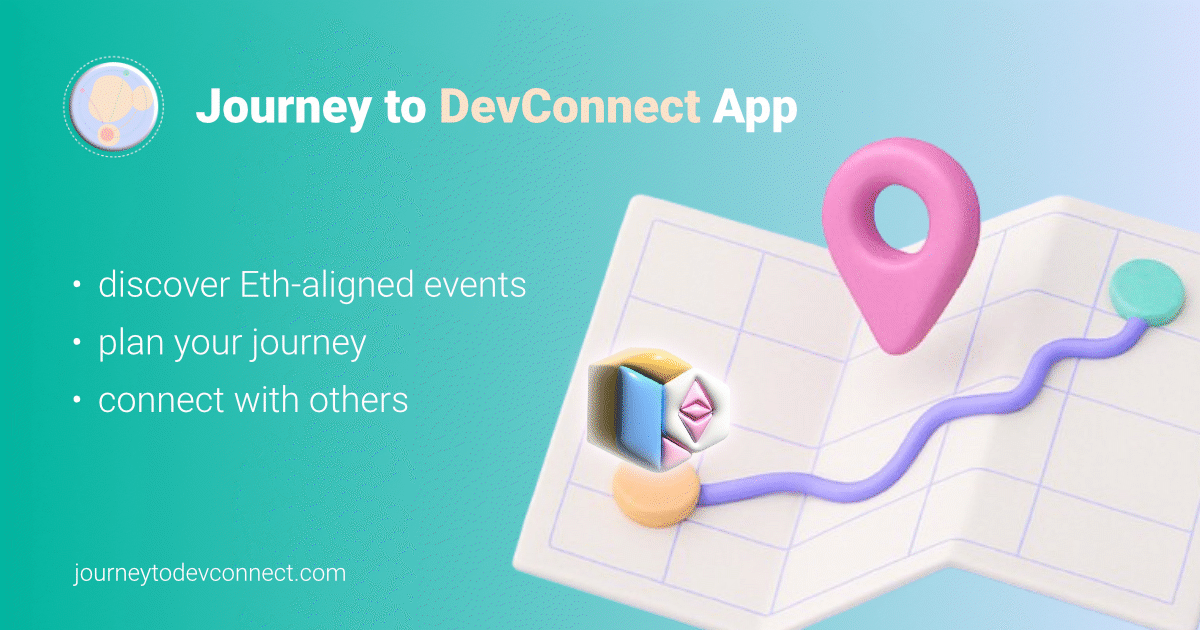 Journey to DevConnect App
• discover Eth-aligned events
• plan your journey
• connect with others
journeytodevconnect.com